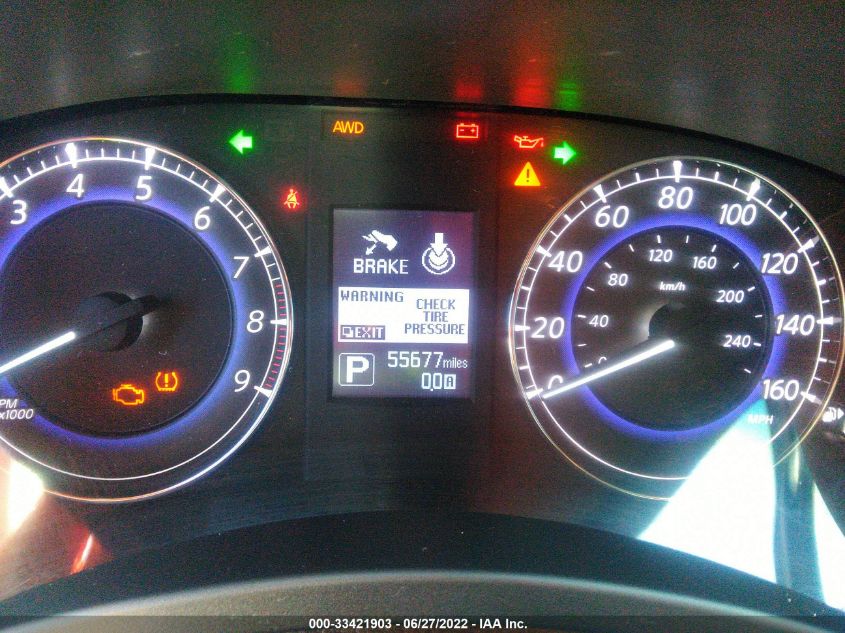 AWD
3 4 5 6 7 8 9
x1000
BRAKE
WARNING
CHECK
TIRE
PRESSURE
EXIT
P
55677 miles
0.0 A
0 20 40 60 80 100 120 140 160
MPH
40 80 120 160 200 240
km/h
000-33421903 - 06/27/2022 - IAA Inc.